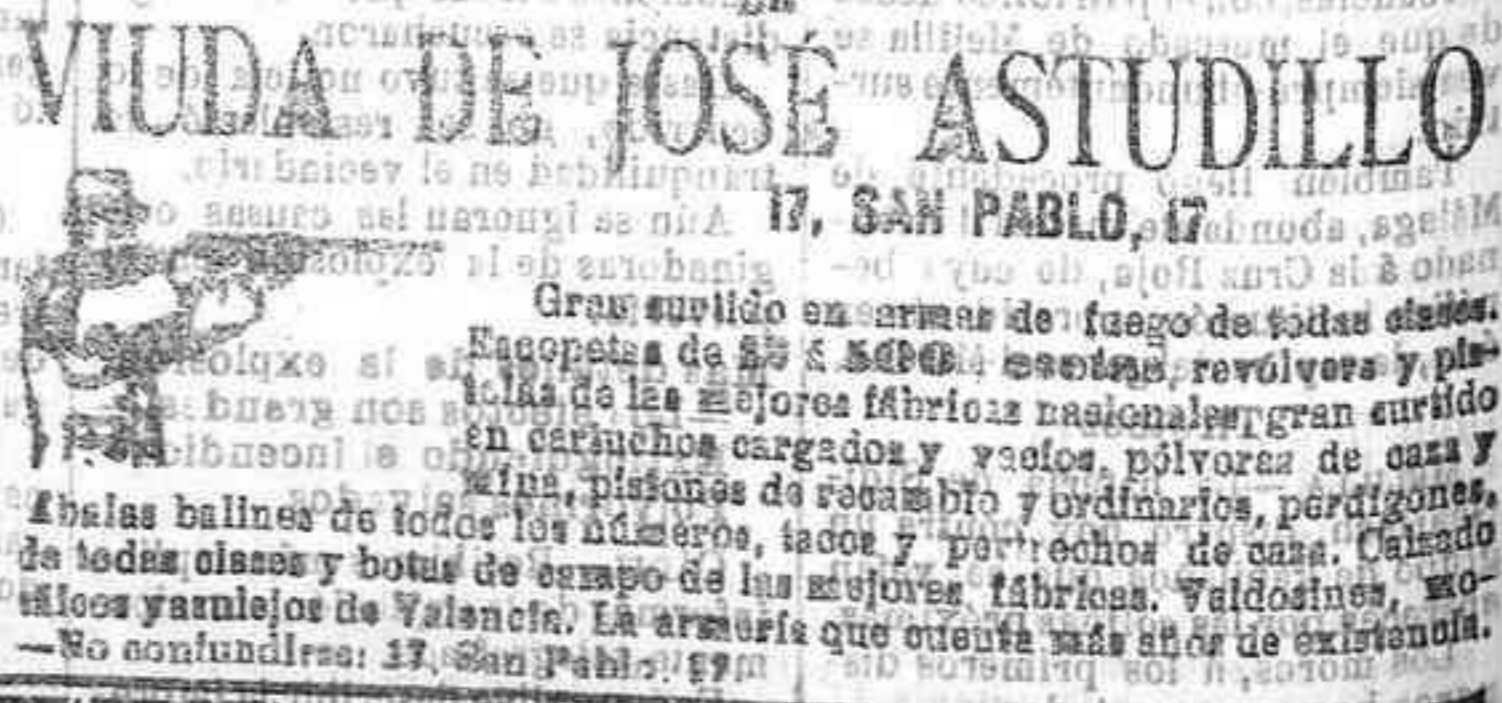 VIUDA DE JOSÉ ASTUDILLO
17, SAN PABLO, 17
Gran surtido en armas de fuego de todas clases.
Escopetas de revólvers y pis-
tolas de las mejores fábricas nacionales, gran surtido
en cartuchos cargados y vacíos, pólvoras de caza y
mina, pistones de recambio y ordinarios, perdigones,
balines de todos los números, tacos y pertrechos de caza. Calzado
de todas clases y botas de campo de las mejores fábricas. Valdosines, mo-
sáicos y azulejos de Valencia. La armería que cuenta más años de existencia.
—No confundirse: 17, San Pablo, 17